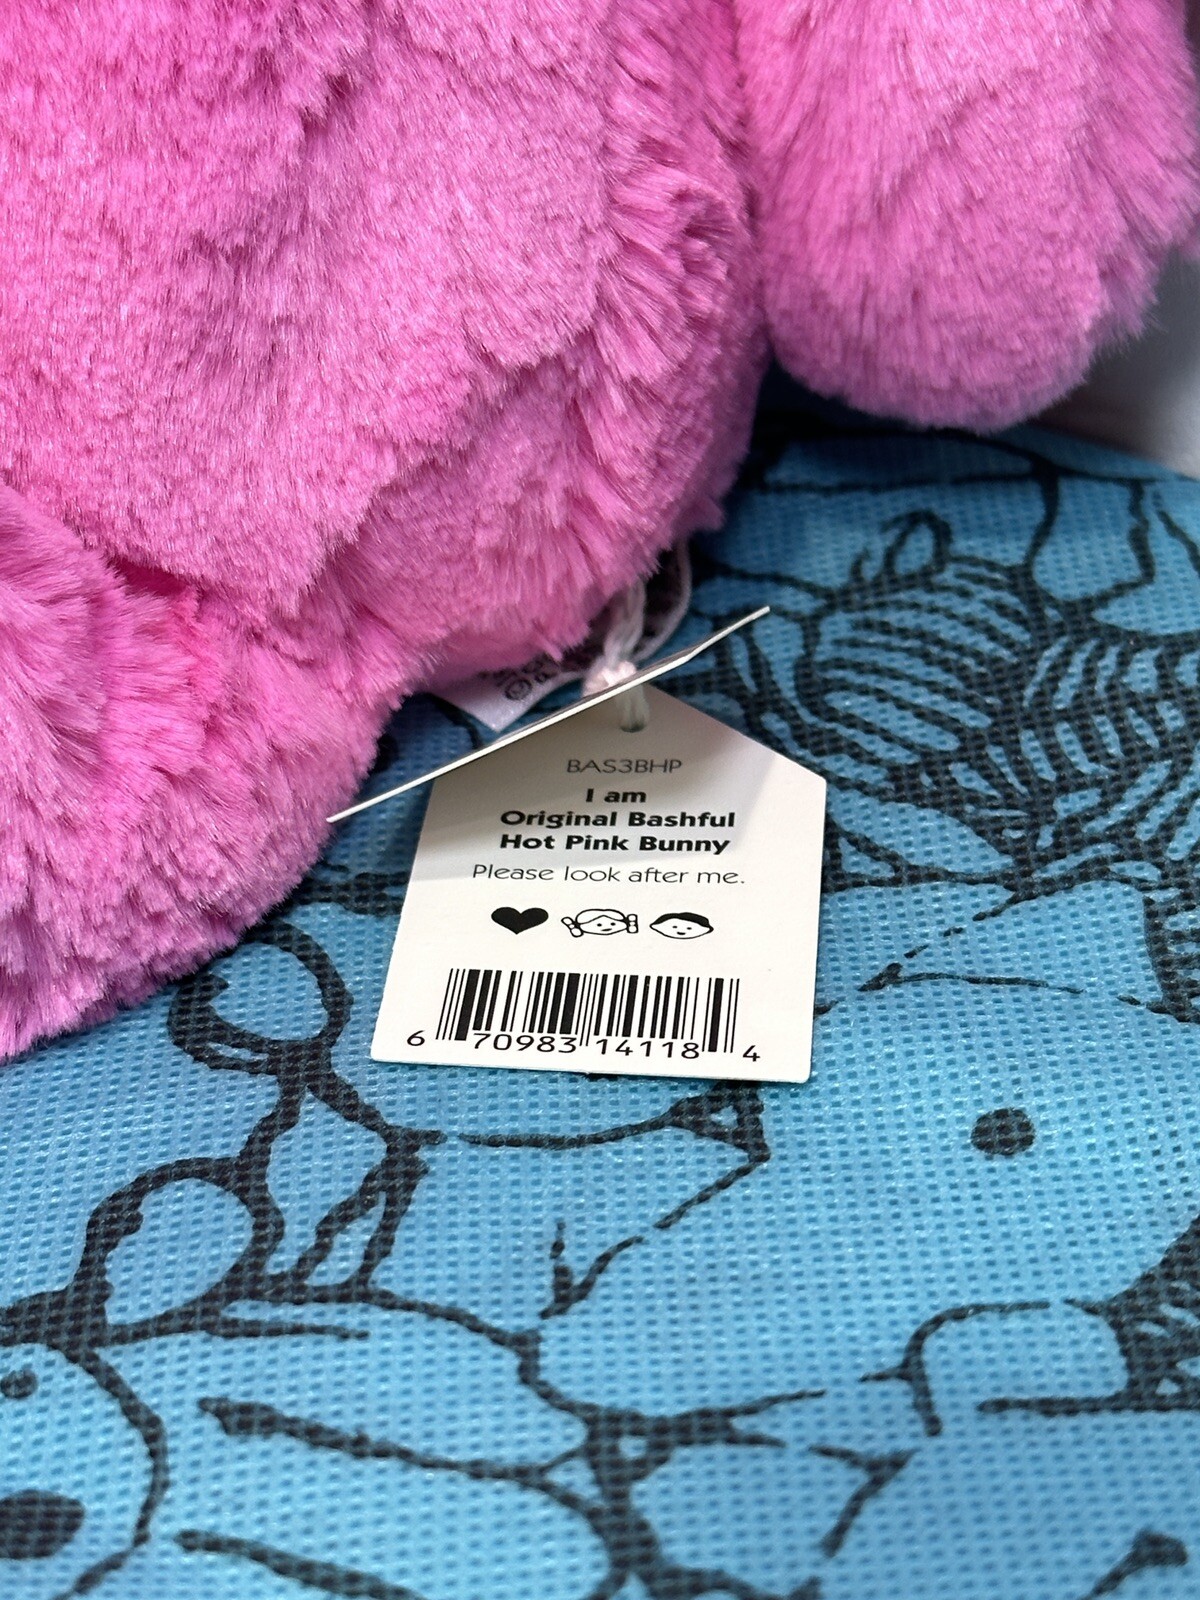 BAS3BHP
I am
Original Bashful
Hot Pink Bunny
Please look after me.
6 70983 14118 4